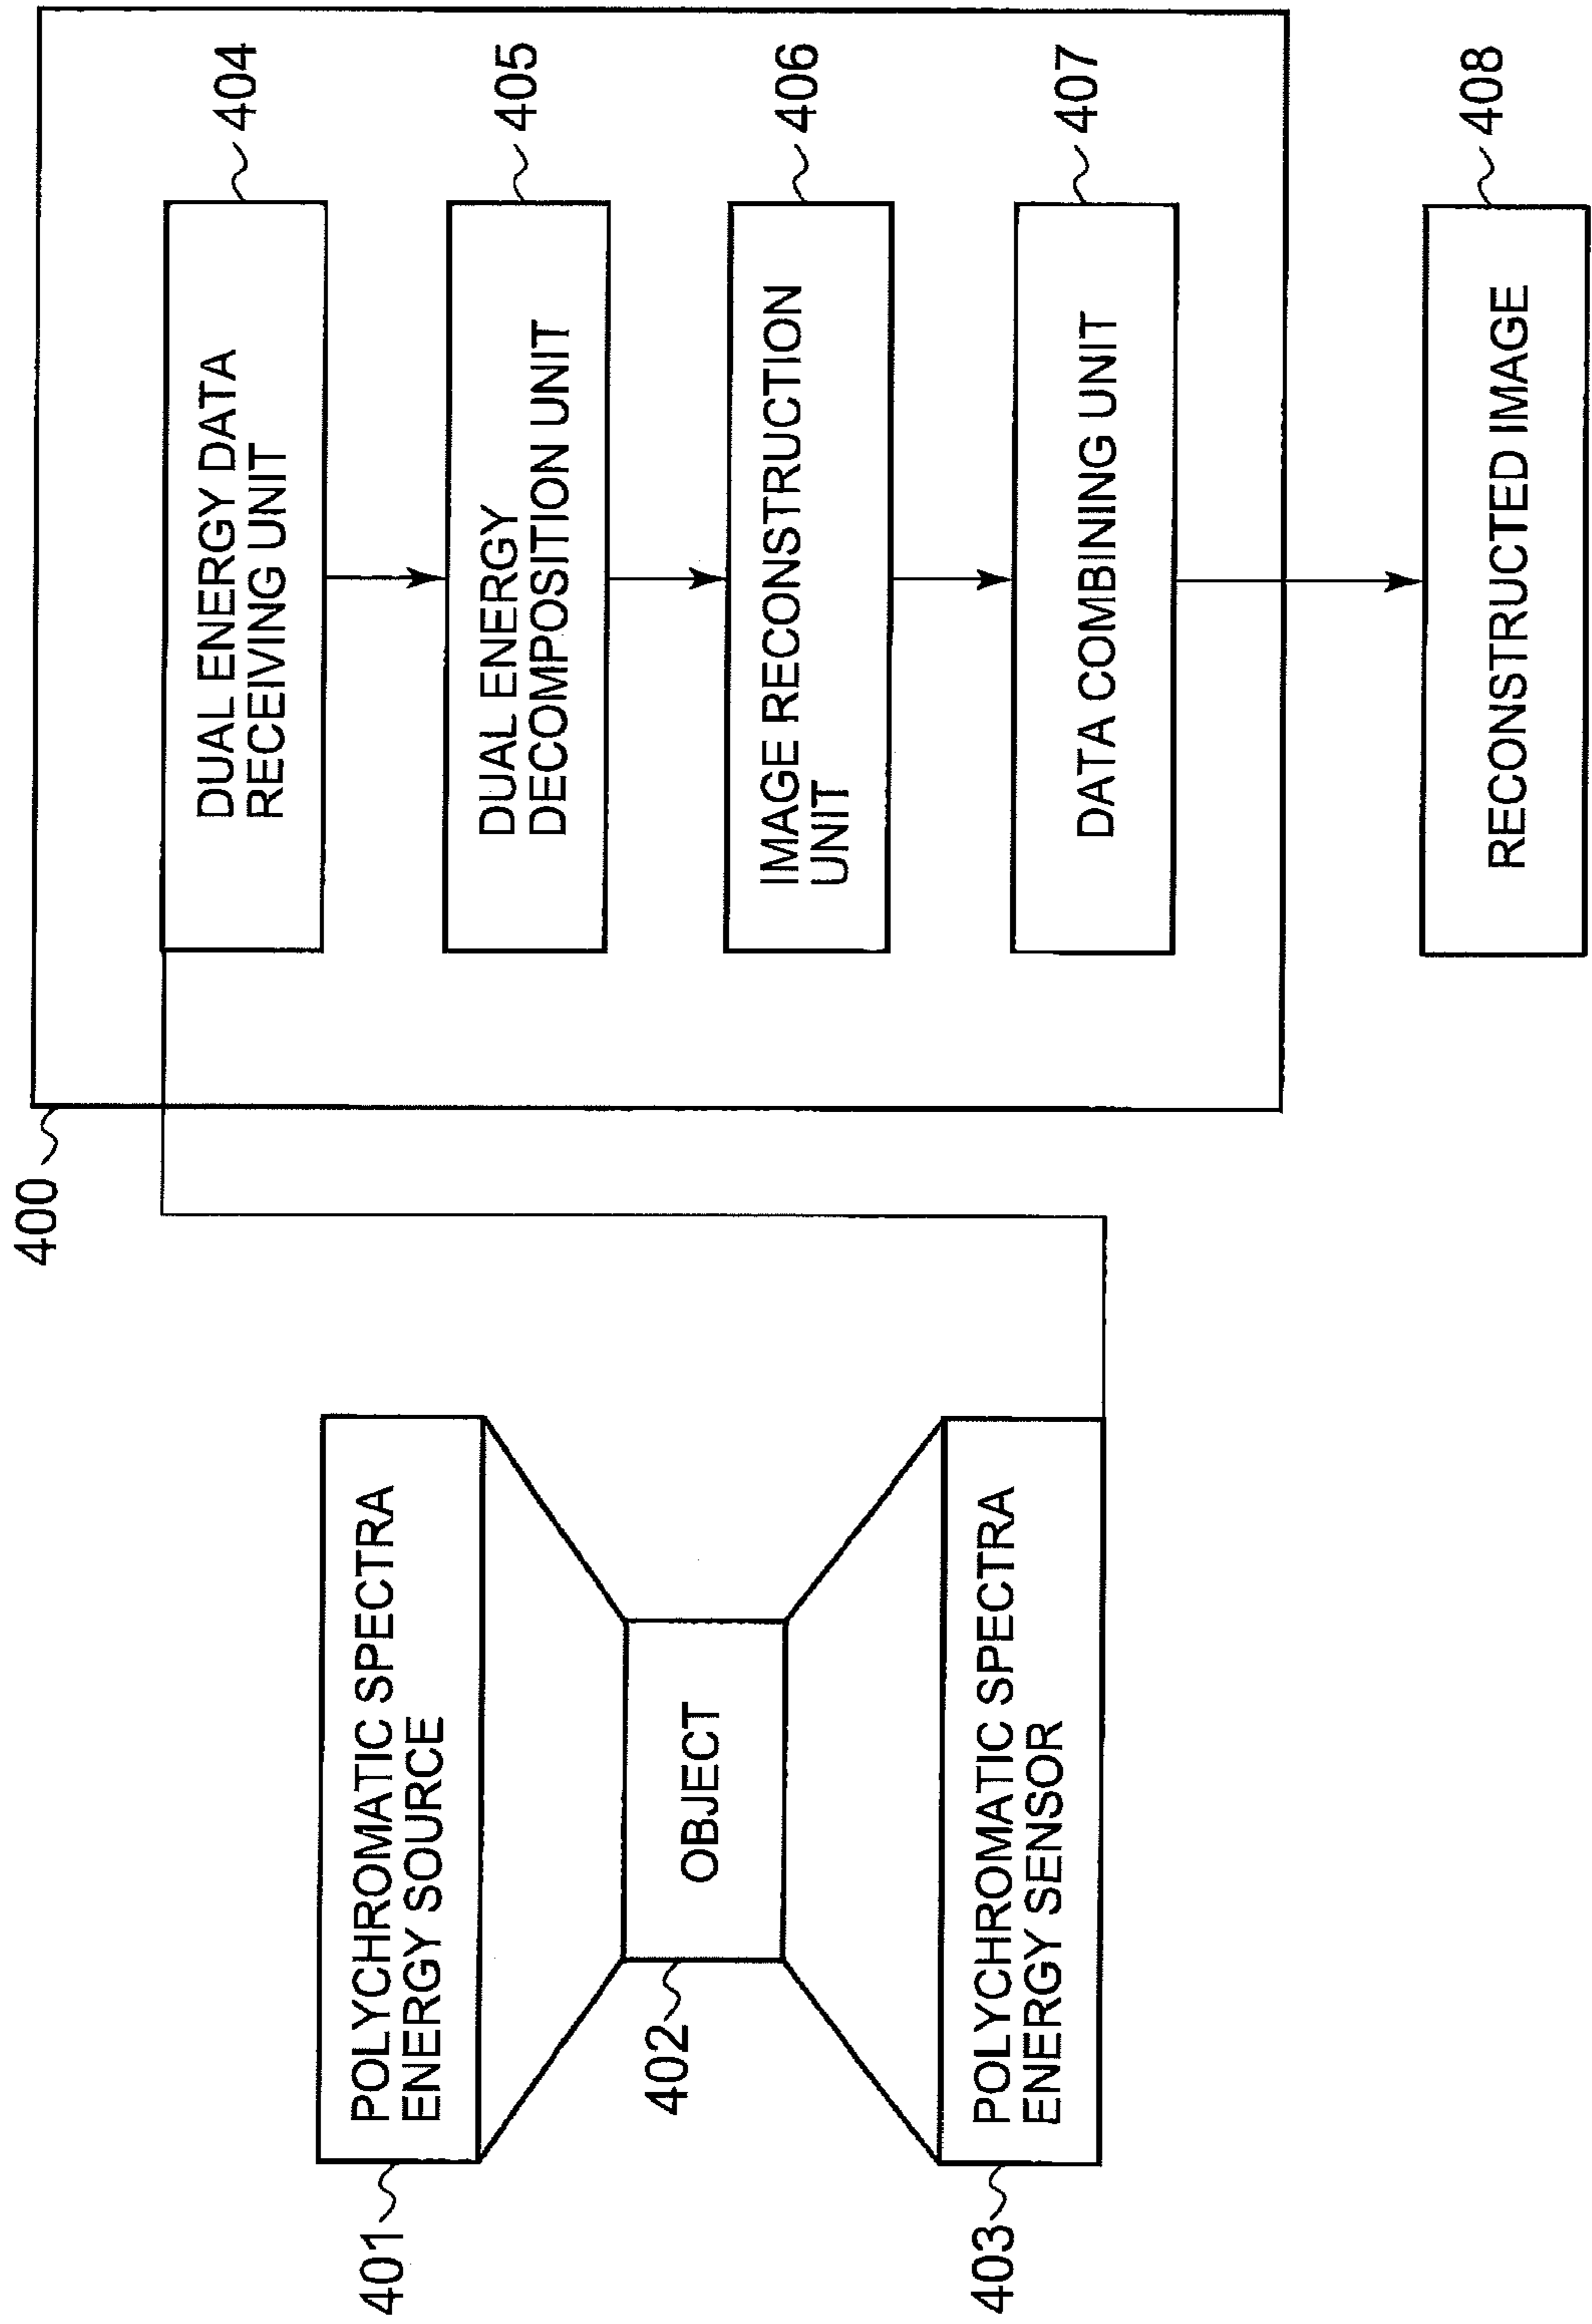 400
DUAL ENERGY DATA
RECEIVING UNIT
404
DUAL ENERGY
DECOMPOSITION UNIT
405
IMAGE RECONSTRUCTION
UNIT
406
DATA COMBINING UNIT
407
RECONSTRUCTED IMAGE
408
401
POLYCHROMATIC SPECTRA
ENERGY SOURCE
402
OBJECT
403
POLYCHROMATIC SPECTRA
ENERGY SENSOR